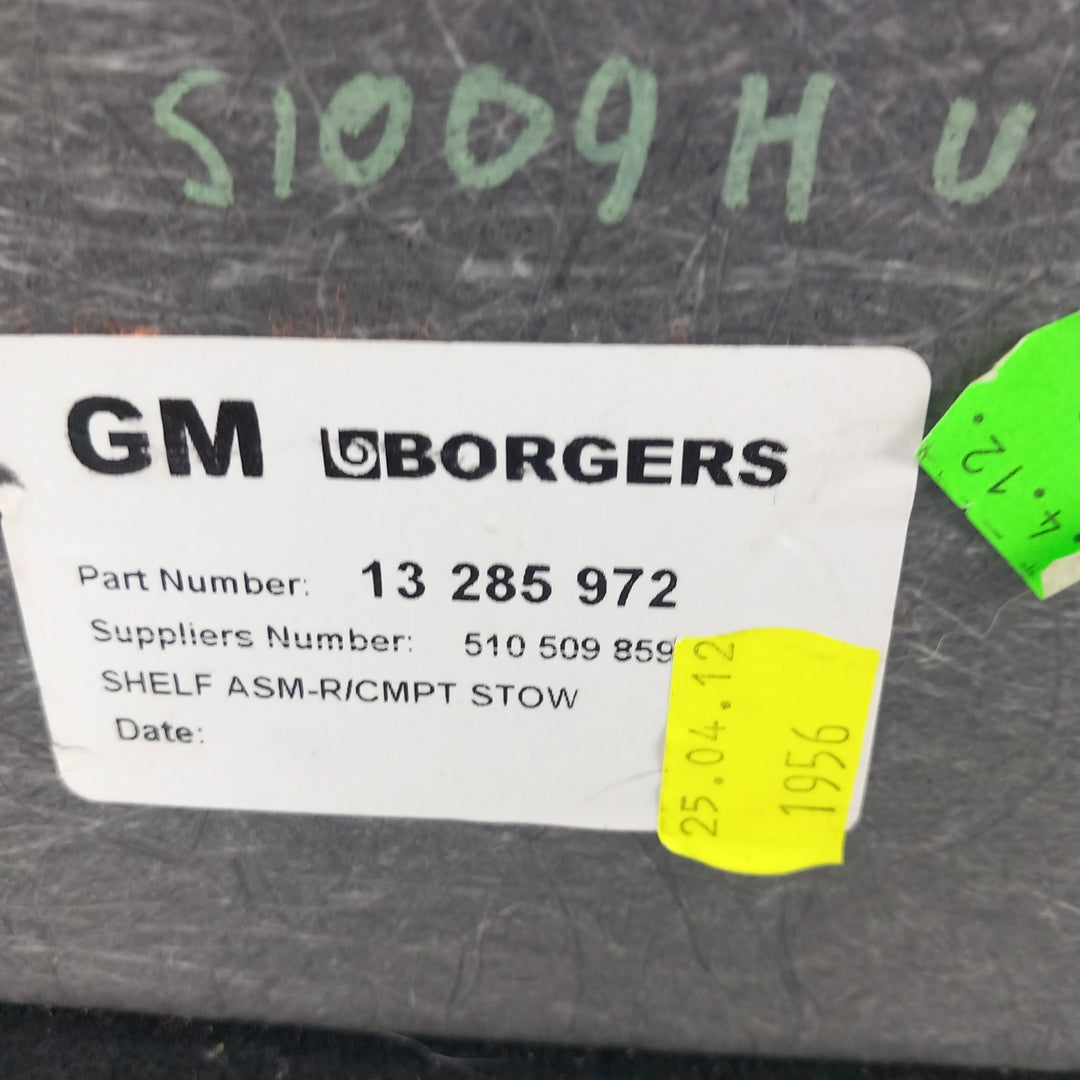 S1009 H U
GM BORGERS
Part Number: 13 285 972
Suppliers Number: 510 509 859
SHELF ASM-R/CMPT STOW
Date:
25.04.12
1956
4.12.